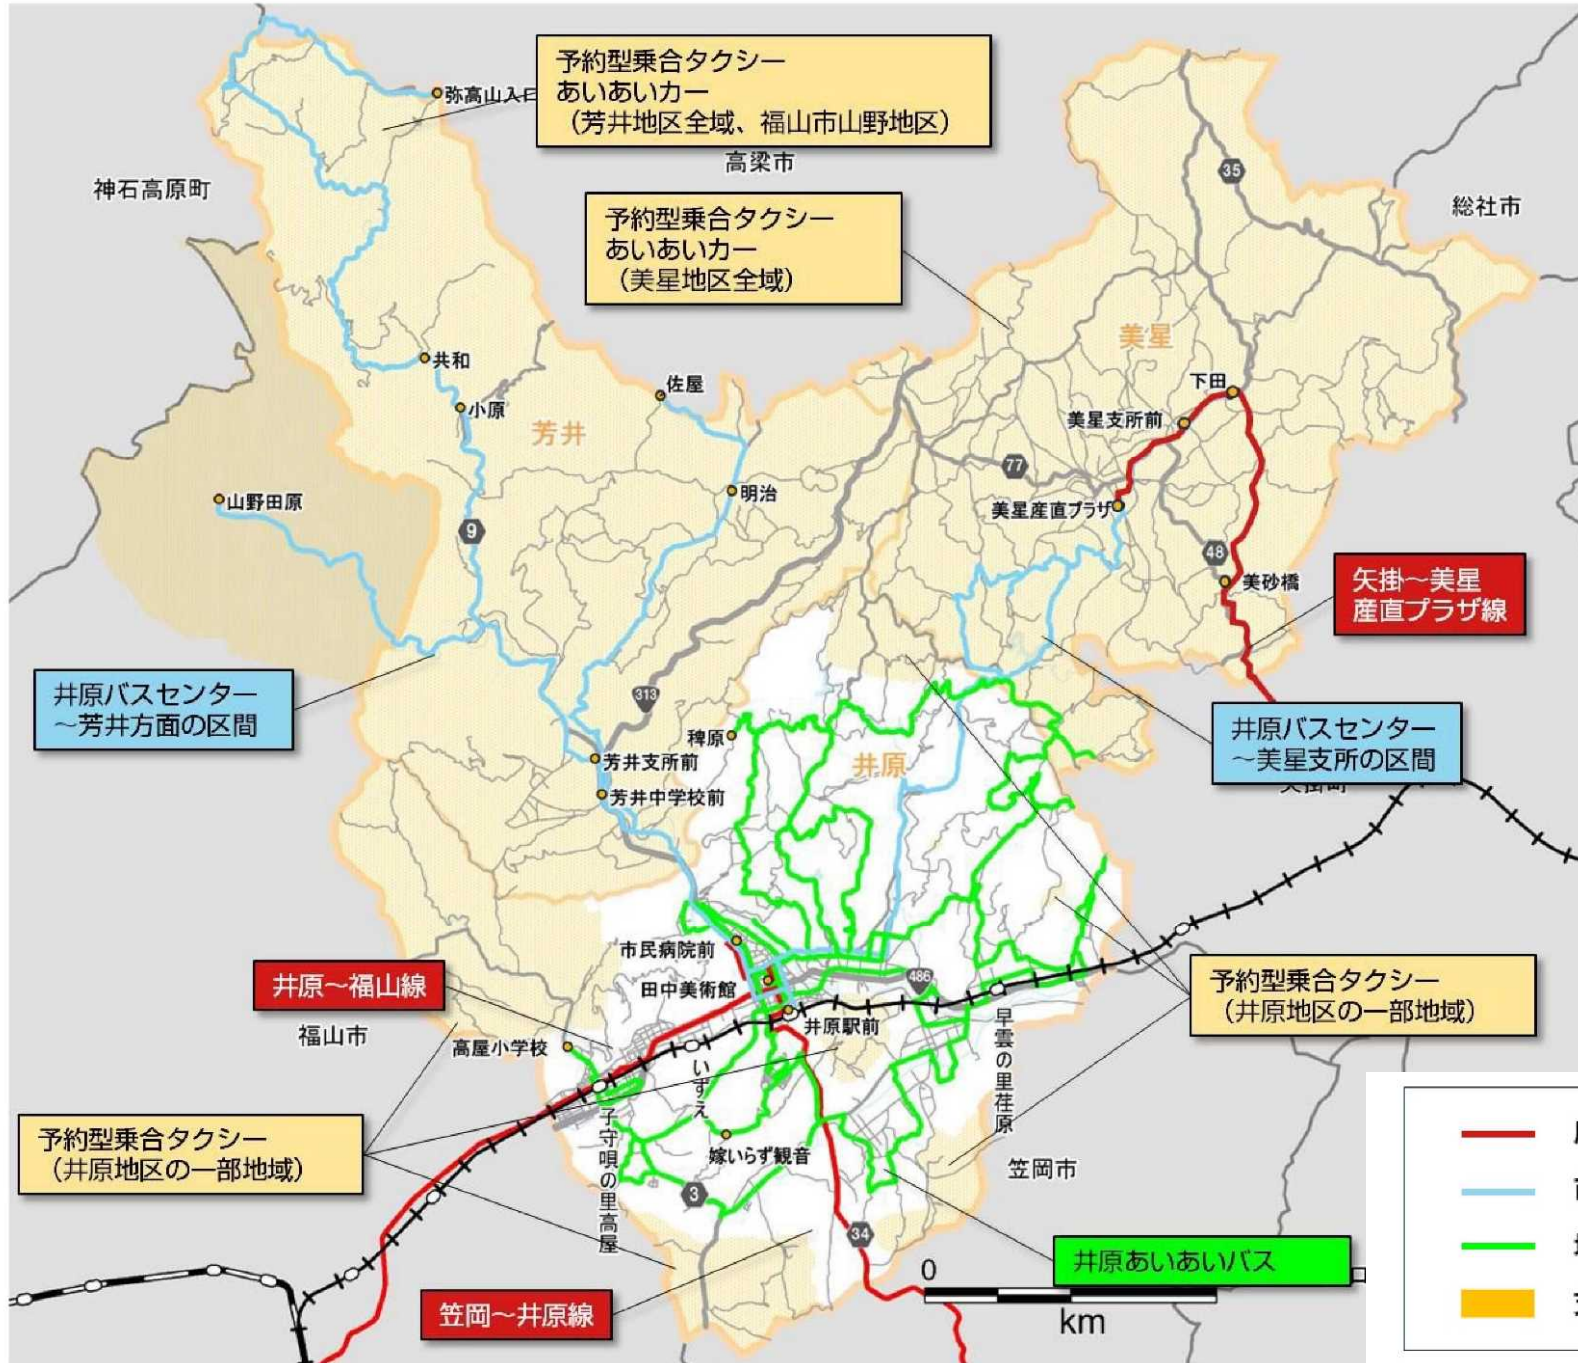 予約型乗合タクシー
あいあいカー
（芳井地区全域、福山市山野地区）
弥高山入口
高梁市
神石高原町
35
総社市
予約型乗合タクシー
あいあいカー
（美星地区全域）
美星
共和
小原
佐屋
芳井
下田
美星支所前
77
明治
美星産直プラザ
山野田原
9
48
美砂橋
矢掛～美星
産直プラザ線
井原バスセンター
～芳井方面の区間
313
稗原
井原
井原バスセンター
～美星支所の区間
芳井支所前
芳井中学校前
市民病院前
田中美術館
486
井原～福山線
福山市
高屋小学校
井原駅前
いずえ
早雲の里荏原
予約型乗合タクシー
（井原地区の一部地域）
予約型乗合タクシー
（井原地区の一部地域）
子守唄の里高屋
嫁いらず観音
3
笠岡市
34
井原あいあいバス
笠岡～井原線
0
km